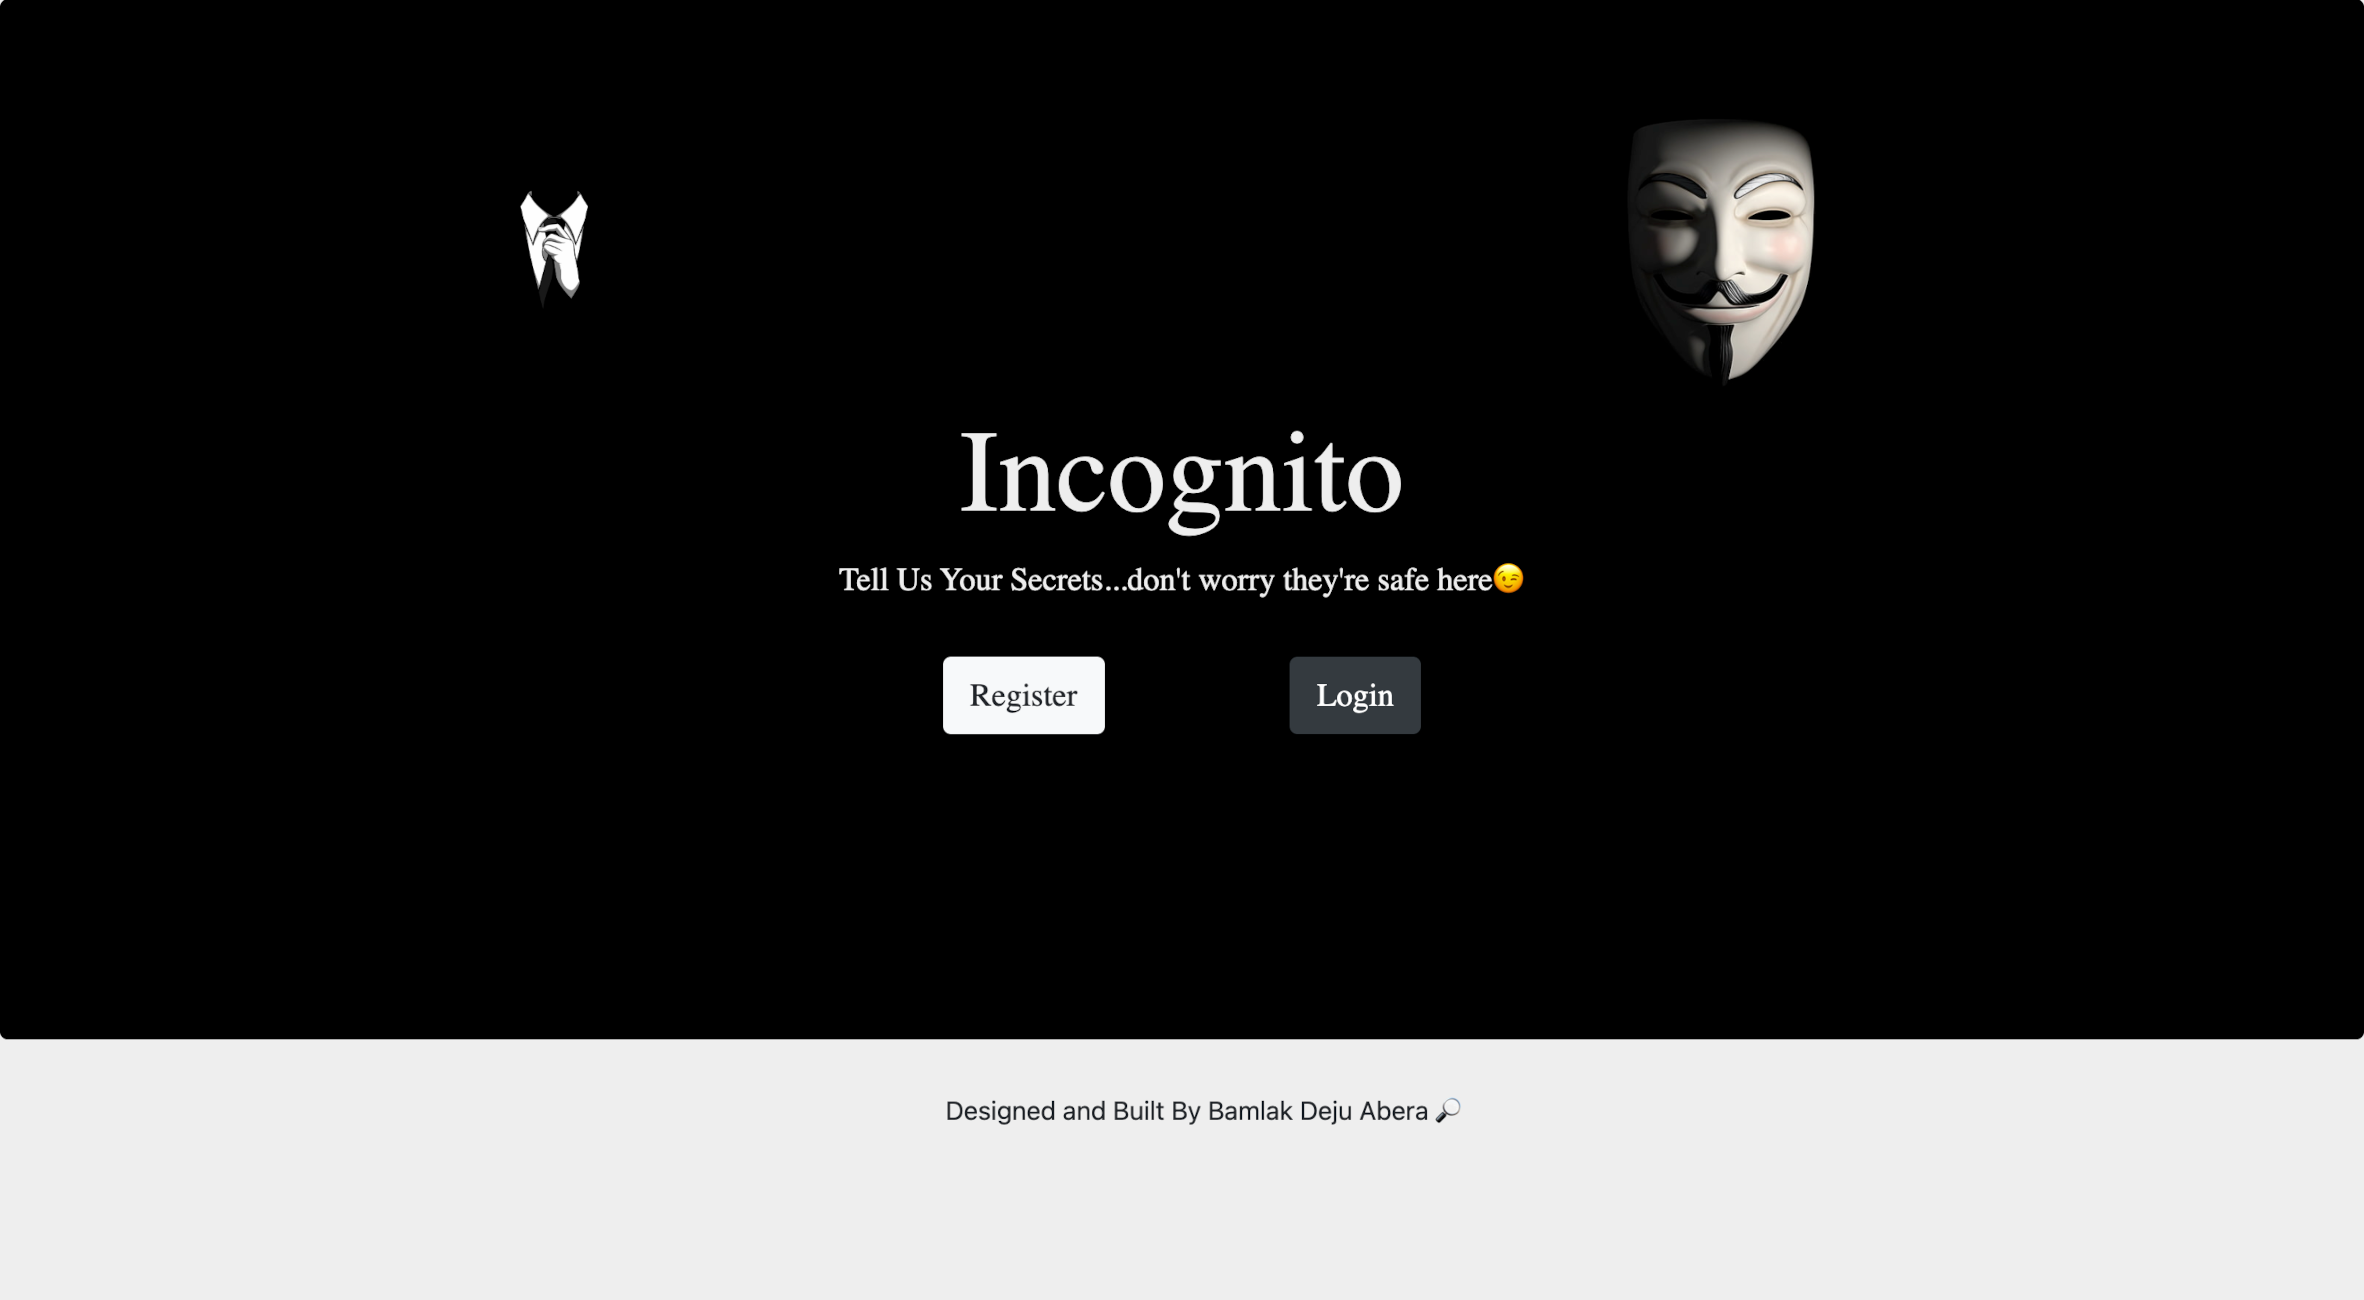 Incognito
Tell Us Your Secrets...don't worry they're safe here😉
Register
Login
Designed and Built By Bamlak Deju Abera 🔎